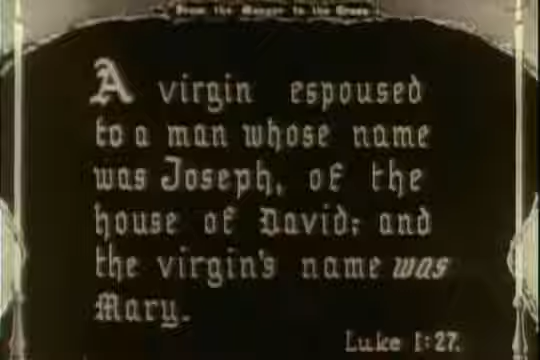 From the Manger to the Cross
A virgin espoused
to a man whose name
was Joseph, of the
house of David; and
the virgin's name was
Mary.
Luke 1:27.